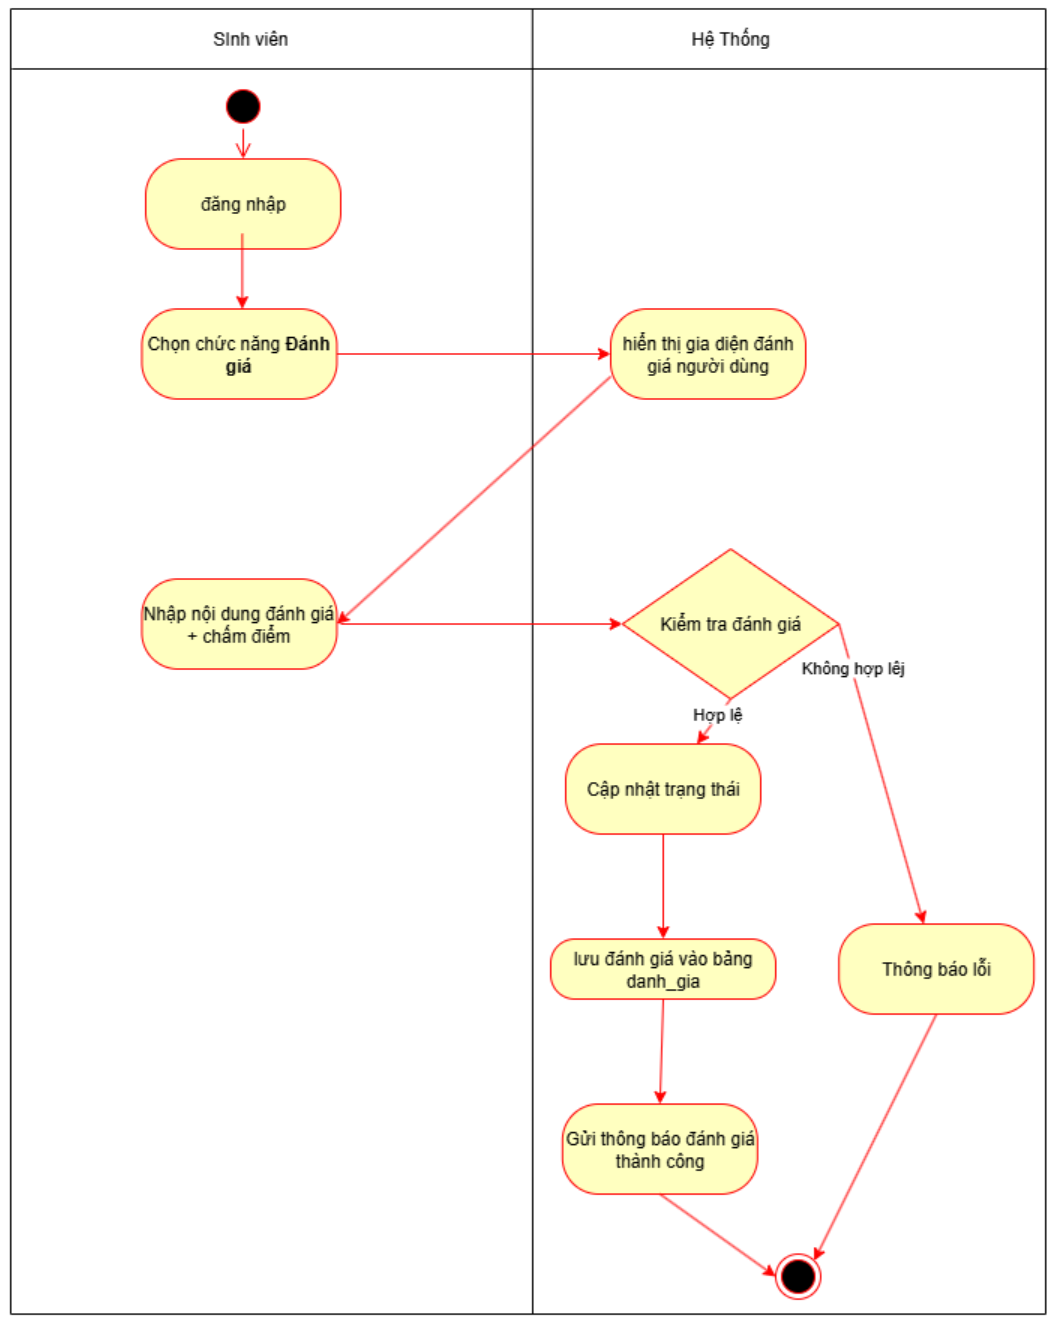 SInh viên
Hệ Thống
đăng nhập
Chọn chức năng Đánh
giá
hiển thị gia diện đánh
giá người dùng
Nhập nội dung đánh giá
+ chấm điểm
Kiểm tra đánh giá
Không hợp lêj
Hợp lệ
Cập nhật trạng thái
lưu đánh giá vào bảng
danh_gia
Thông báo lỗi
Gửi thông báo đánh giá
thành công